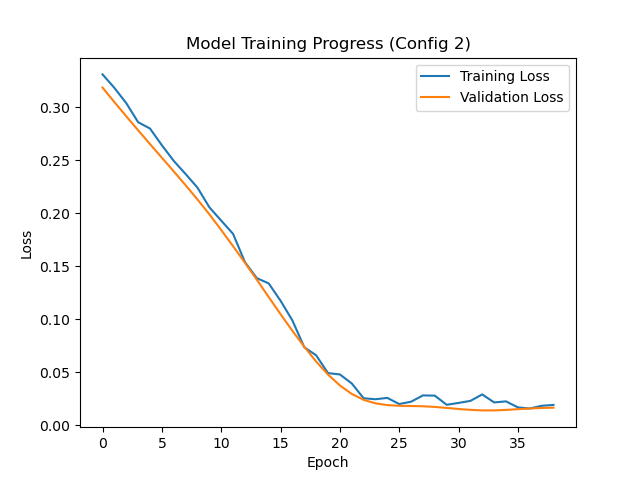 Model Training Progress (Config 2)
Training Loss
Validation Loss
0.30
0.25
0.20
0.15
0.10
0.05
0.00
Loss
0 5 10 15 20 25 30 35
Epoch